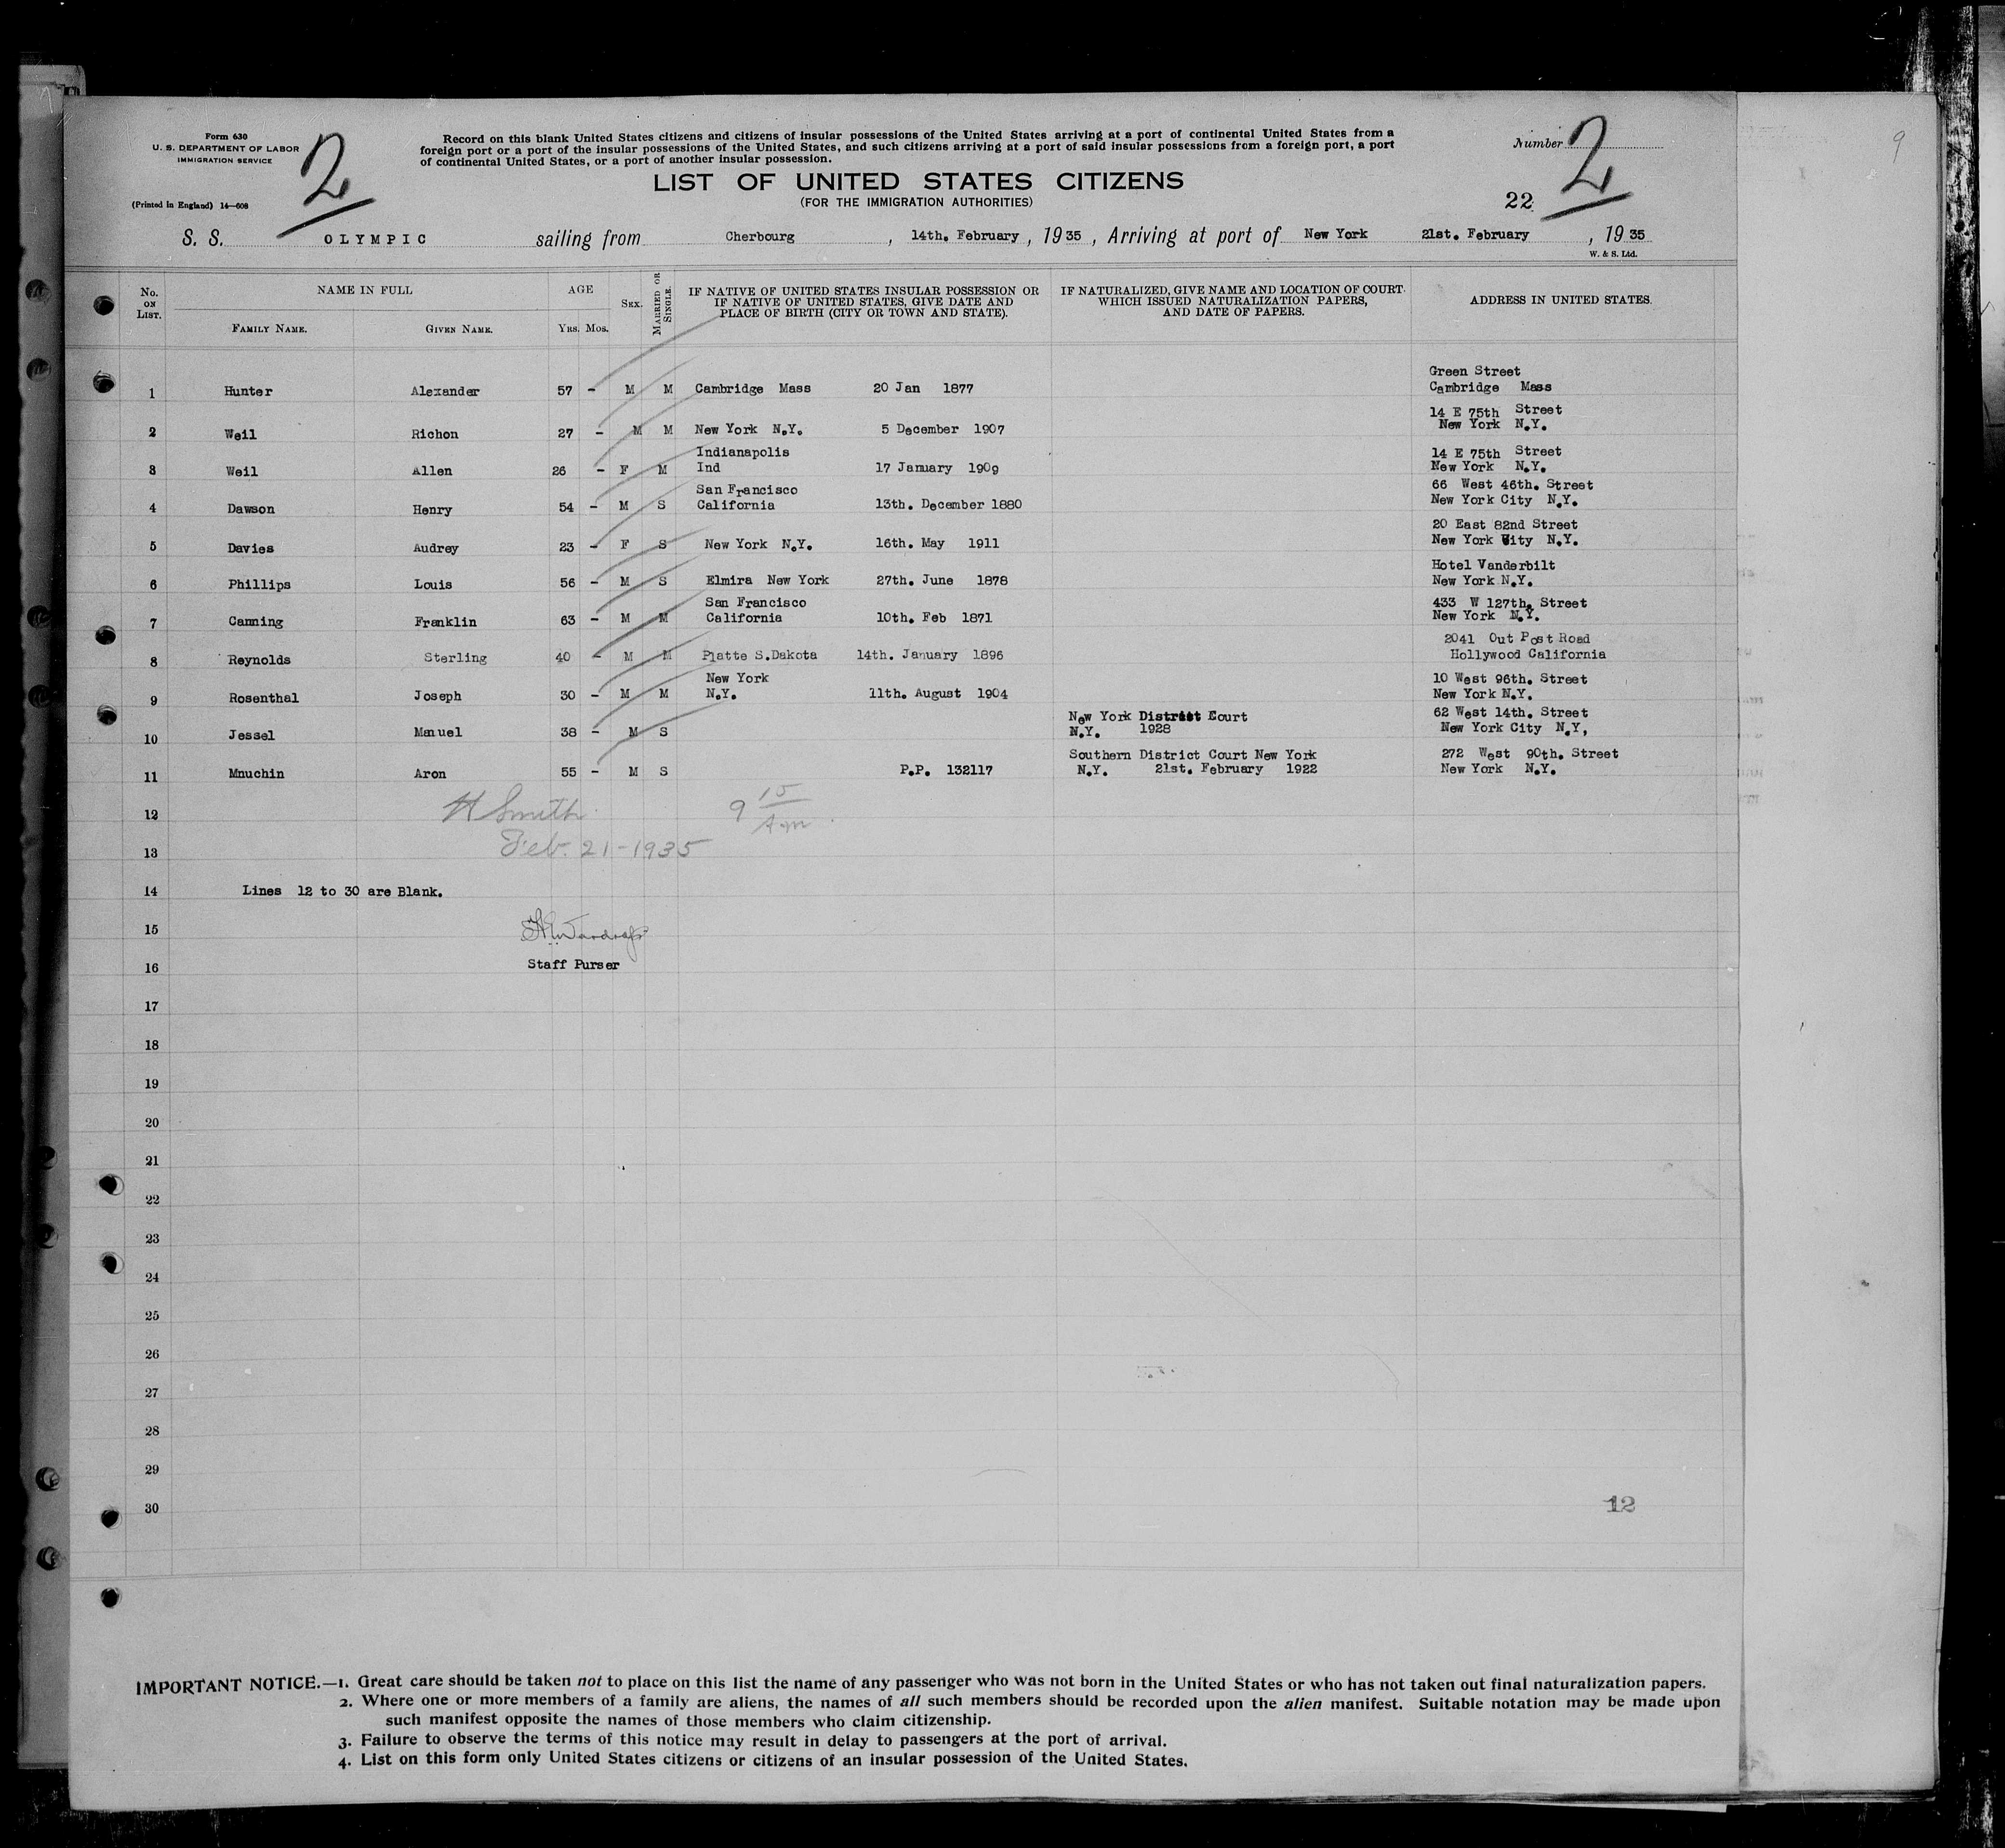 Form 630
U. S. DEPARTMENT OF LABOR
IMMIGRATION SERVICE
(Printed in England) 14—608
2
Record on this blank United States citizens and citizens of insular possessions of the United States arriving at a port of continental United States from a
foreign port or a port of the insular possessions of the United States, and such citizens arriving at a port of said insular possessions from a foreign port, a port
of continental United States, or a port of another insular possession.
LIST OF UNITED STATES CITIZENS
(FOR THE IMMIGRATION AUTHORITIES)
Number 2
22
9
S. S. OLYMPIC sailing from Cherbourg, 14th. February, 1935, Arriving at port of New York 21st. February, 1935
W. & S. Ltd.
No. ON LIST. NAME IN FULL FAMILY NAME. GIVEN NAME. AGE YRS. MOS. SEX. MARRIED OR SINGLE. IF NATIVE OF UNITED STATES INSULAR POSSESSION OR IF NATIVE OF UNITED STATES, GIVE DATE AND PLACE OF BIRTH (CITY OR TOWN AND STATE). IF NATURALIZED, GIVE NAME AND LOCATION OF COURT WHICH ISSUED NATURALIZATION PAPERS, AND DATE OF PAPERS. ADDRESS IN UNITED STATES.
1 Hunter Alexander 57 - M M Cambridge Mass 20 Jan 1877 Green Street Cambridge Mass
2 Weil Richon 27 - M M New York N.Y. 5 December 1907 14 E 75th Street New York N.Y.
3 Weil Allen 26 - F M Indianapolis Ind 17 January 1909 14 E 75th Street New York N.Y.
4 Dawson Henry 54 - M S San Francisco California 13th. December 1880 66 West 46th. Street New York City N.Y.
5 Davies Audrey 23 - F S New York N.Y. 16th. May 1911 20 East 82nd Street New York City N.Y.
6 Phillips Louis 56 - M S Elmira New York 27th. June 1878 Hotel Vanderbilt New York N.Y.
7 Canning Franklin 63 - M M San Francisco California 10th. Feb 1871 433 W 127th. Street New York N.Y.
8 Reynolds Sterling 40 - M M Platte S.Dakota 14th. January 1896 2041 Out Post Road Hollywood California
9 Rosenthal Joseph 30 - M M New York N.Y. 11th. August 1904 10 West 96th. Street New York N.Y.
10 Jessel Manuel 38 - M S New York District Court N.Y. 1928 62 West 14th. Street New York City N.Y,
11 Mnuchin Aron 55 - M S P.P. 132117 Southern District Court New York N.Y. 21st. February 1922 272 West 90th. Street New York N.Y.
12 H Smith 9 15 Am
13 Feb. 21-1935
14 Lines 12 to 30 are Blank.
15
16 Staff Purser
17
18
19
20
21
22
23
24
25
26
27
28
29
30
12
IMPORTANT NOTICE.—1. Great care should be taken not to place on this list the name of any passenger who was not born in the United States or who has not taken out final naturalization papers.
2. Where one or more members of a family are aliens, the names of all such members should be recorded upon the alien manifest. Suitable notation may be made upon
such manifest opposite the names of those members who claim citizenship.
3. Failure to observe the terms of this notice may result in delay to passengers at the port of arrival.
4. List on this form only United States citizens or citizens of an insular possession of the United States.